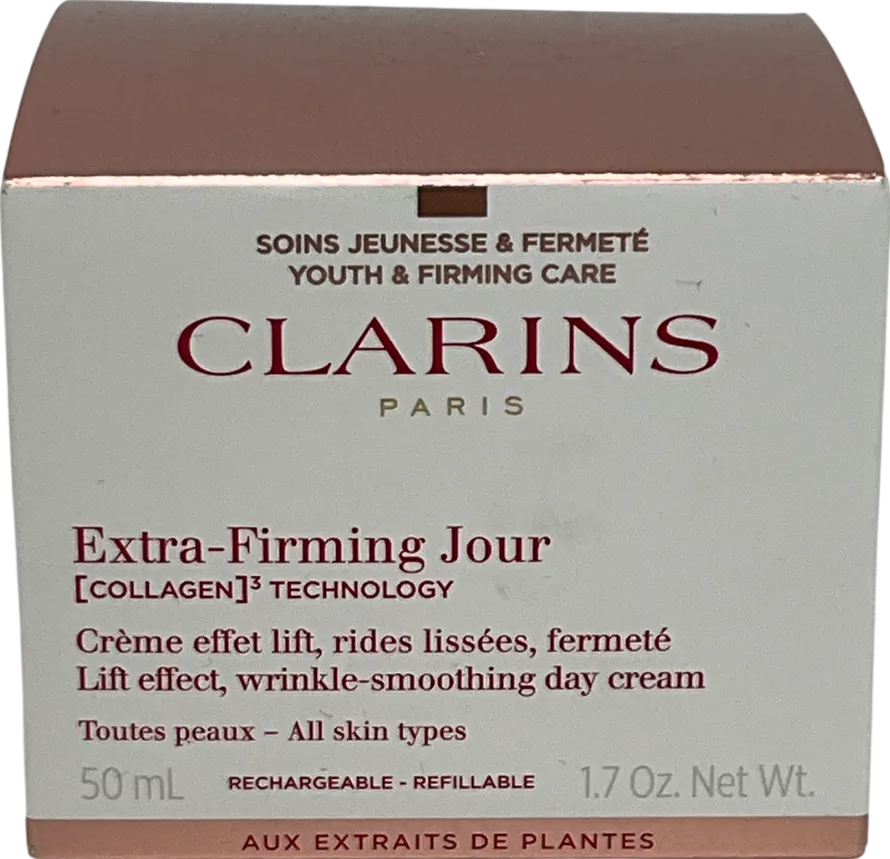 SOINS JEUNESSE & FERMETÉ
YOUTH & FIRMING CARE
CLARINS
PARIS
Extra-Firming Jour
[COLLAGEN]³ TECHNOLOGY
Crème effet lift, rides lissées, fermeté
Lift effect, wrinkle-smoothing day cream
Toutes peaux – All skin types
50 mL RECHARGEABLE - REFILLABLE 1.7 Oz. Net Wt.
AUX EXTRAITS DE PLANTES